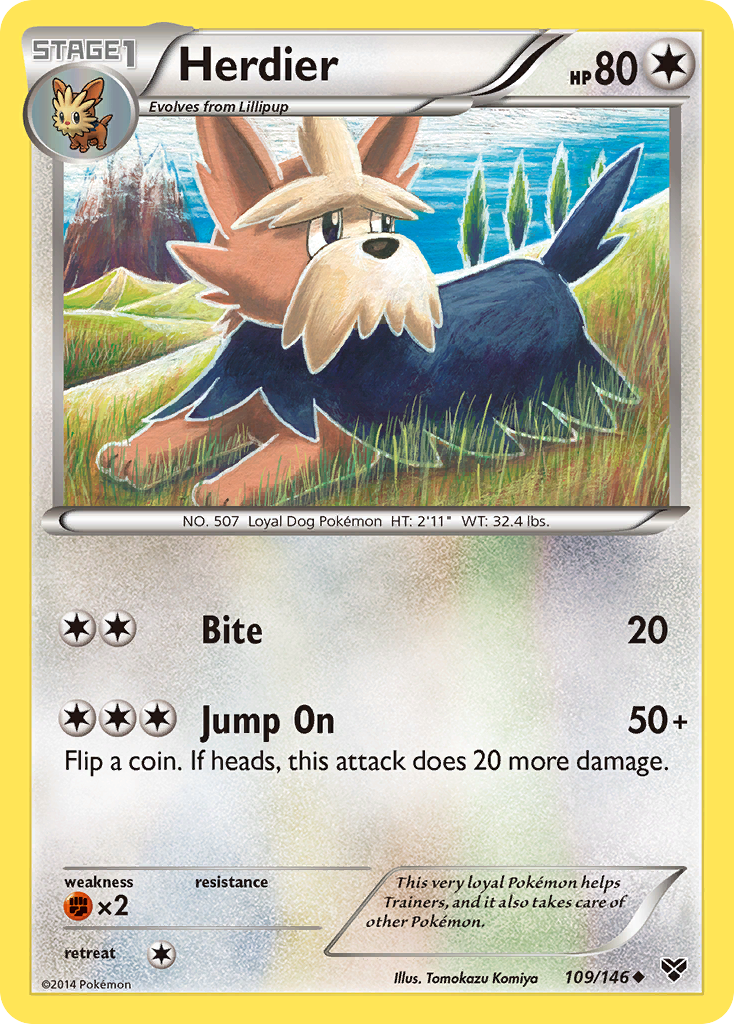 STAGE1
Herdier
HP 80
Evolves from Lillipup
NO. 507 Loyal Dog Pokémon HT: 2'11" WT: 32.4 lbs.
Bite 20
Jump On 50+
Flip a coin. If heads, this attack does 20 more damage.
weakness resistance
×2
retreat
This very loyal Pokémon helps
Trainers, and it also takes care of
other Pokémon.
©2014 Pokémon
Illus. Tomokazu Komiya 109/146